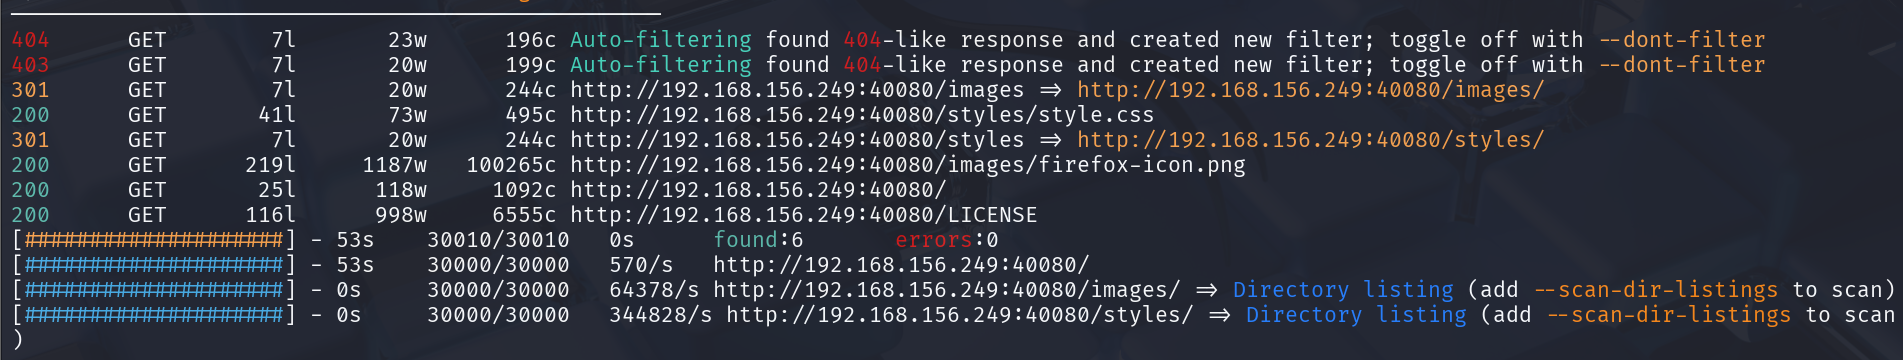 404 GET 7l 23w 196c Auto-filtering found 404-like response and created new filter; toggle off with --dont-filter
403 GET 7l 20w 199c Auto-filtering found 404-like response and created new filter; toggle off with --dont-filter
301 GET 7l 20w 244c http://192.168.156.249:40080/images => http://192.168.156.249:40080/images/
200 GET 41l 73w 495c http://192.168.156.249:40080/styles/style.css
301 GET 7l 20w 244c http://192.168.156.249:40080/styles => http://192.168.156.249:40080/styles/
200 GET 219l 1187w 100265c http://192.168.156.249:40080/images/firefox-icon.png
200 GET 25l 118w 1092c http://192.168.156.249:40080/
200 GET 116l 998w 6555c http://192.168.156.249:40080/LICENSE
[####################] - 53s 30010/30010 0s found:6 errors:0
[####################] - 53s 30000/30000 570/s http://192.168.156.249:40080/
[####################] - 0s 30000/30000 64378/s http://192.168.156.249:40080/images/ => Directory listing (add --scan-dir-listings to scan)
[####################] - 0s 30000/30000 344828/s http://192.168.156.249:40080/styles/ => Directory listing (add --scan-dir-listings to scan
)